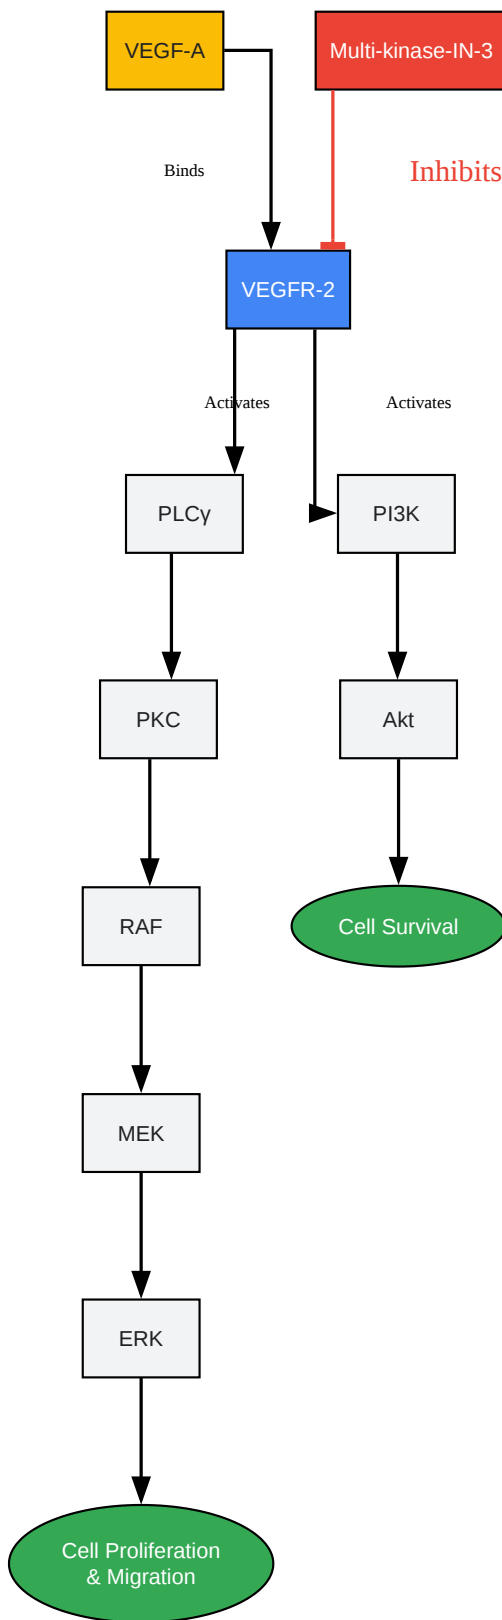 VEGF-A
Multi-kinase-IN-3
Binds
Inhibits
VEGFR-2
Activates
Activates
PLCγ
PI3K
PKC
Akt
RAF
Cell Survival
MEK
ERK
Cell Proliferation
& Migration